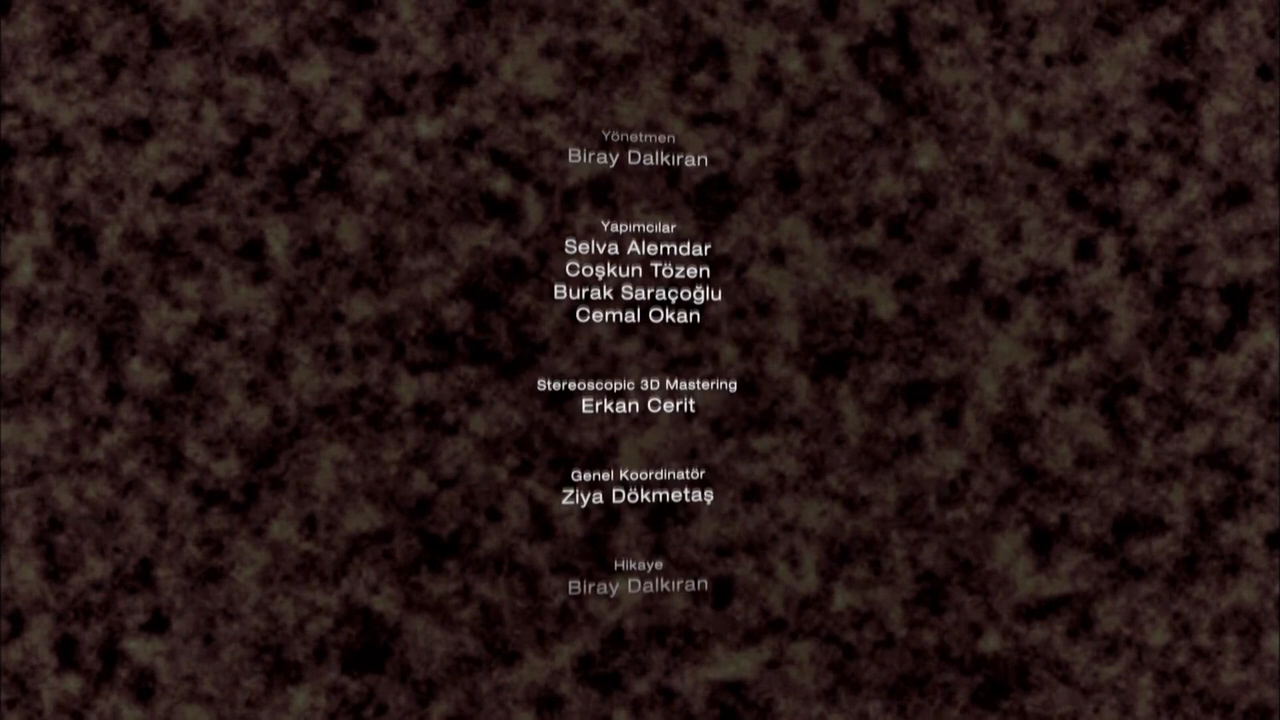 Yönetmen
Biray Dalkıran
Yapımcılar
Selva Alemdar
Coşkun Tözen
Burak Saraçoğlu
Cemal Okan
Stereoscopic 3D Mastering
Erkan Cerit
Genel Koordinatör
Ziya Dökmetaş
Hikaye
Biray Dalkıran